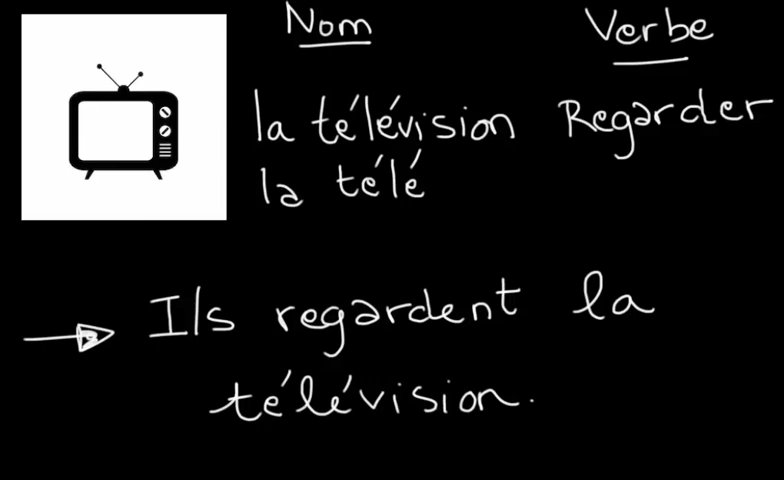 Nom
Verbe
la télévision
Regarder
la télé
Ils regardent la
télévision.